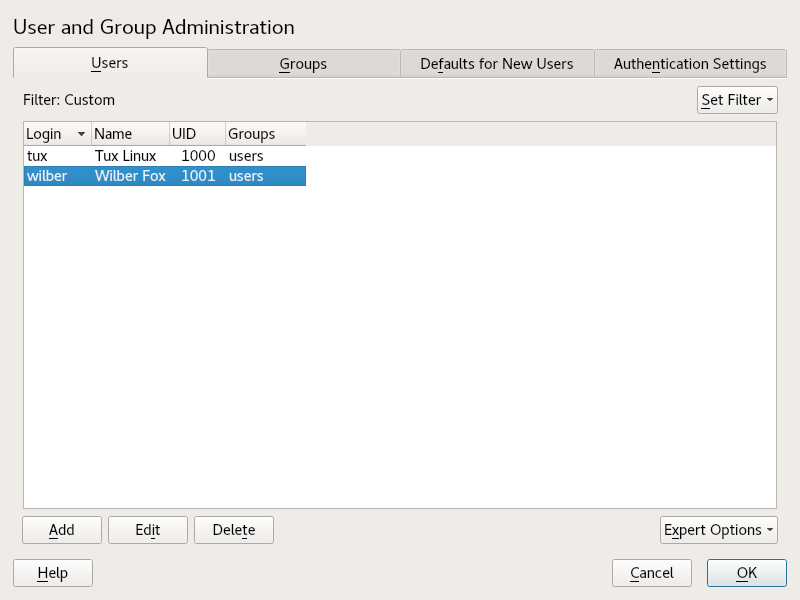 User and Group Administration
Users Groups Defaults for New Users Authentication Settings
Filter: Custom Set Filter
Login Name UID Groups
tux Tux Linux 1000 users
wilber Wilber Fox 1001 users
Add Edit Delete Expert Options
Help Cancel OK